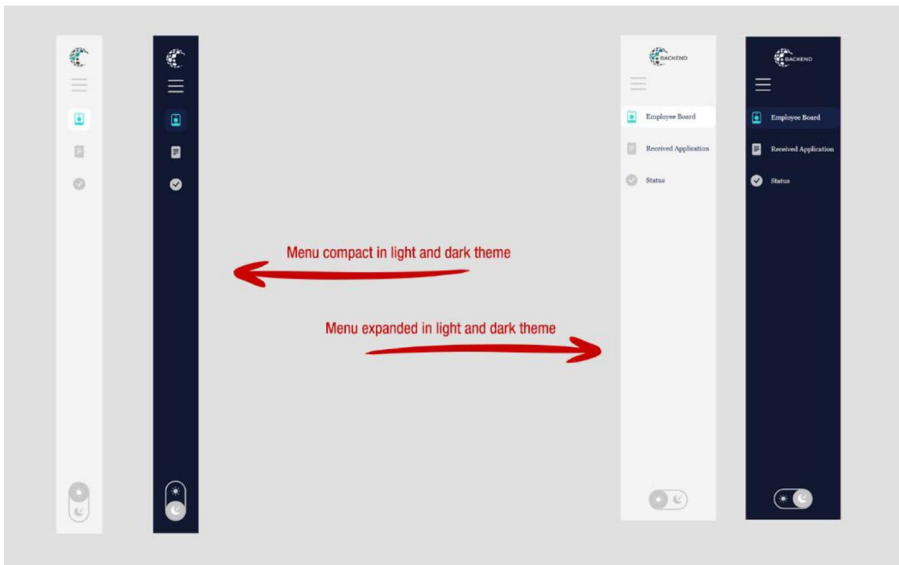 BACKEND
BACKEND
Employee Board
Employee Board
Received Application
Received Application
Status
Status
Menu compact in light and dark theme
Menu expanded in light and dark theme